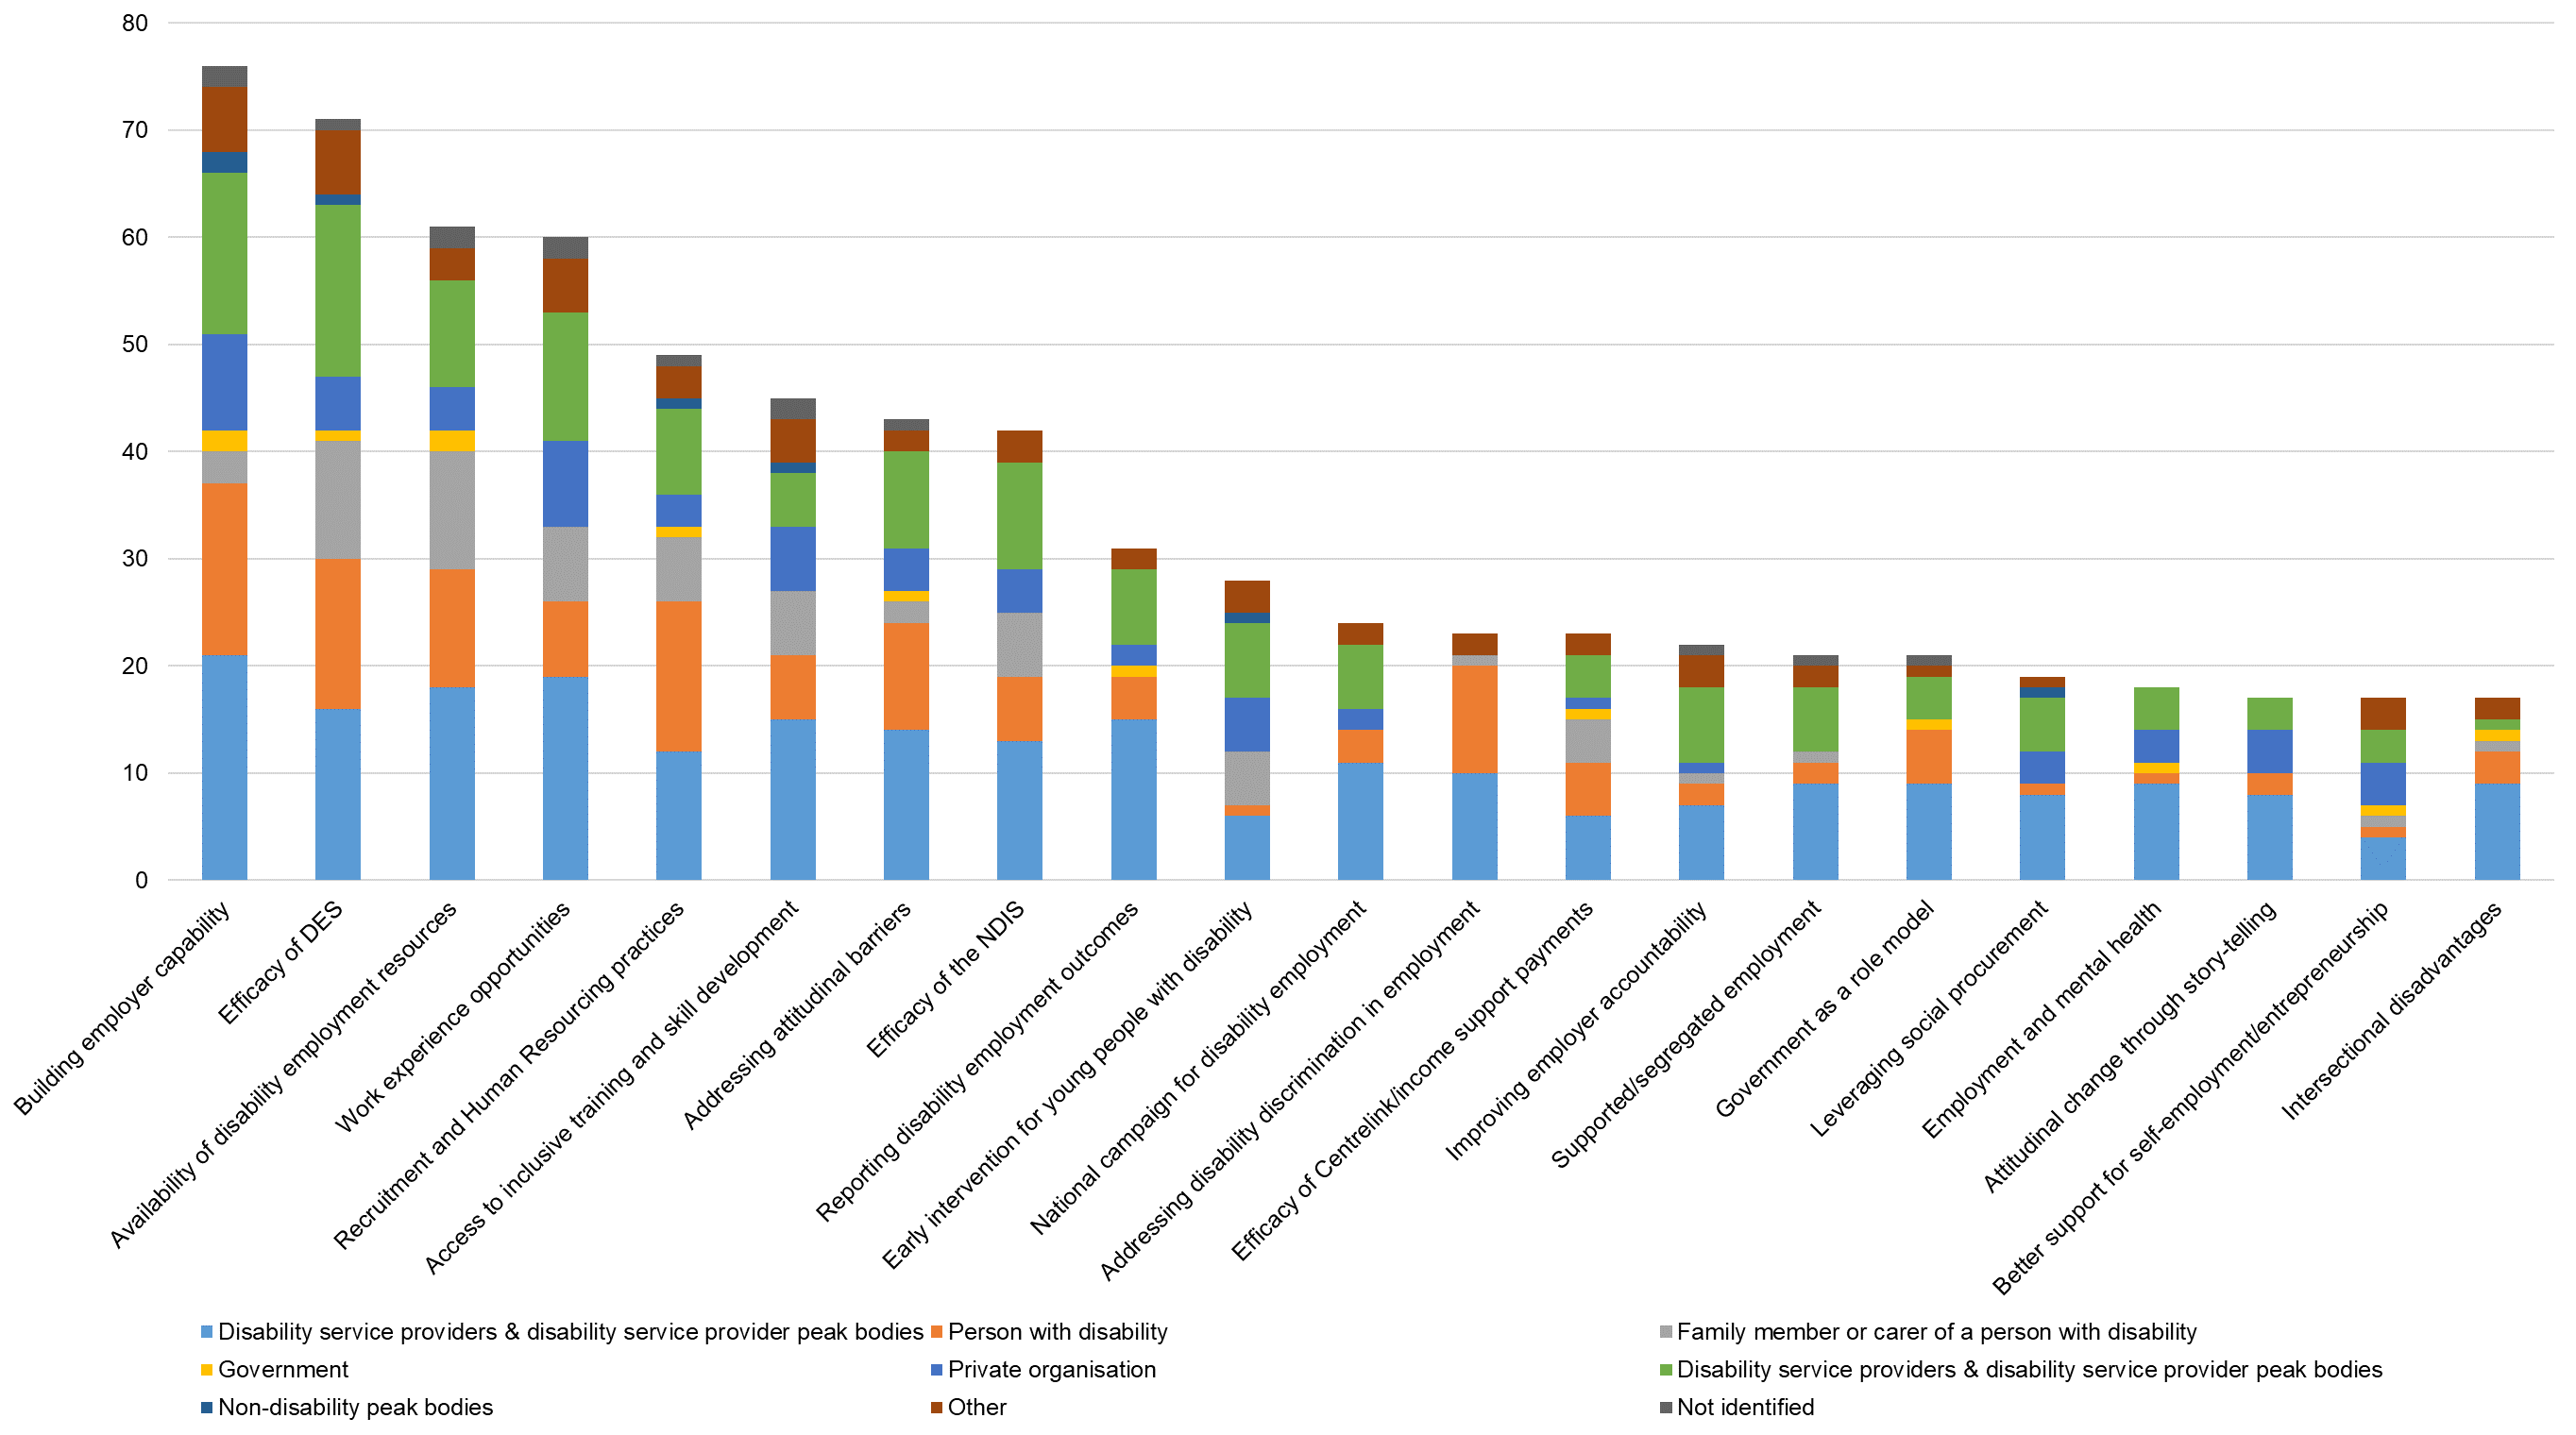 80
70
60
50
40
30
20
10
0
Building employer capability
Efficacy of DES
Availability of disability employment resources
Work experience opportunities
Recruitment and Human Resourcing practices
Access to inclusive training and skill development
Addressing attitudinal barriers
Efficacy of the NDIS
Reporting disability employment outcomes
Early intervention for young people with disability
National campaign for disability employment
Addressing disability discrimination in employment
Efficacy of Centrelink/income support payments
Improving employer accountability
Supported/segregated employment
Government as a role model
Leveraging social procurement
Employment and mental health
Attitudinal change through story-telling
Better support for self-employment/entrepreneurship
Intersectional disadvantages
Disability service providers & disability service provider peak bodies
Person with disability
Family member or carer of a person with disability
Government
Private organisation
Disability service providers & disability service provider peak bodies
Non-disability peak bodies
Other
Not identified